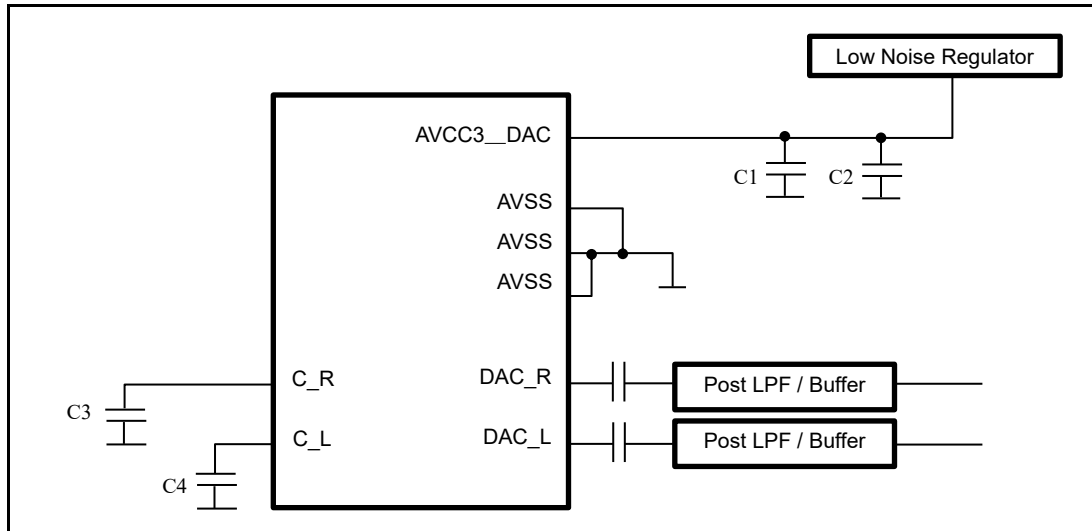 Low Noise Regulator
AVCC3__DAC
C1
C2
AVSS
AVSS
AVSS
C_R
DAC_R
Post LPF / Buffer
C3
C_L
DAC_L
Post LPF / Buffer
C4